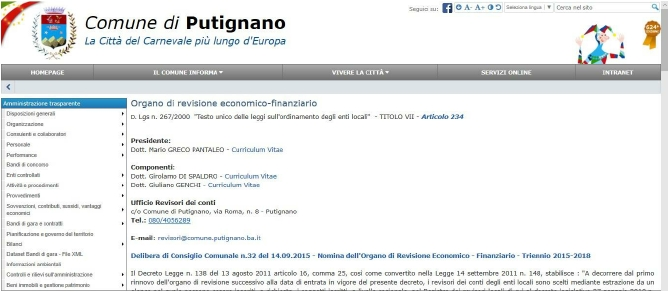 Comune di Putignano
La Città del Carnevale più lungo d'Europa
Seguici su: A- A+ Seleziona lingua Cerca nel sito
624
HOMEPAGE IL COMUNE INFORMA VIVERE LA CITTÀ SERVIZI ONLINE INTRANET
Amministrazione trasparente
Disposizioni generali
Organizzazione
Consulenti e collaboratori
Personale
Performance
Bandi di concorso
Enti controllati
Attività e procedimenti
Provvedimenti
Sovvenzioni, contributi, sussidi, vantaggi
economici
Bandi di gara e contratti
Pianificazione e governo del territorio
Bilanci
Dataset Bandi di gara - File XML
Informazioni ambientali
Controlli e rilievi sull'amministrazione
Beni immobili e gestione patrimonio
Organo di revisione economico-finanziario
D. Lgs n. 267/2000 "Testo unico delle leggi sull'ordinamento degli enti locali" - TITOLO VII - Articolo 234
Presidente:
Dott. Mario GRECO PANTALEO - Curriculum Vitae
Componenti:
Dott. Girolamo DI SPALDRO - Curriculum Vitae
Dott. Giuliano GENCHI - Curriculum Vitae
Ufficio Revisori dei conti
c/o Comune di Putignano, via Roma, n. 8 - Putignano
Tel.: 080/4056289
E-mail: revisori@comune.putignano.ba.it
Delibera di Consiglio Comunale n.32 del 14.09.2015 - Nomina dell'Organo di Revisione Economico - Finanziario - Triennio 2015-2018
Il Decreto Legge n. 138 del 13 agosto 2011 articolo 16, comma 25, così come convertito nella Legge 14 settembre 2011 n. 148, stabilisce : "A decorrere dal primo
rinnovo dell'organo di revisione successivo alla data di entrata in vigore del presente decreto, i revisori dei conti degli enti locali sono scelti mediante estrazione da un